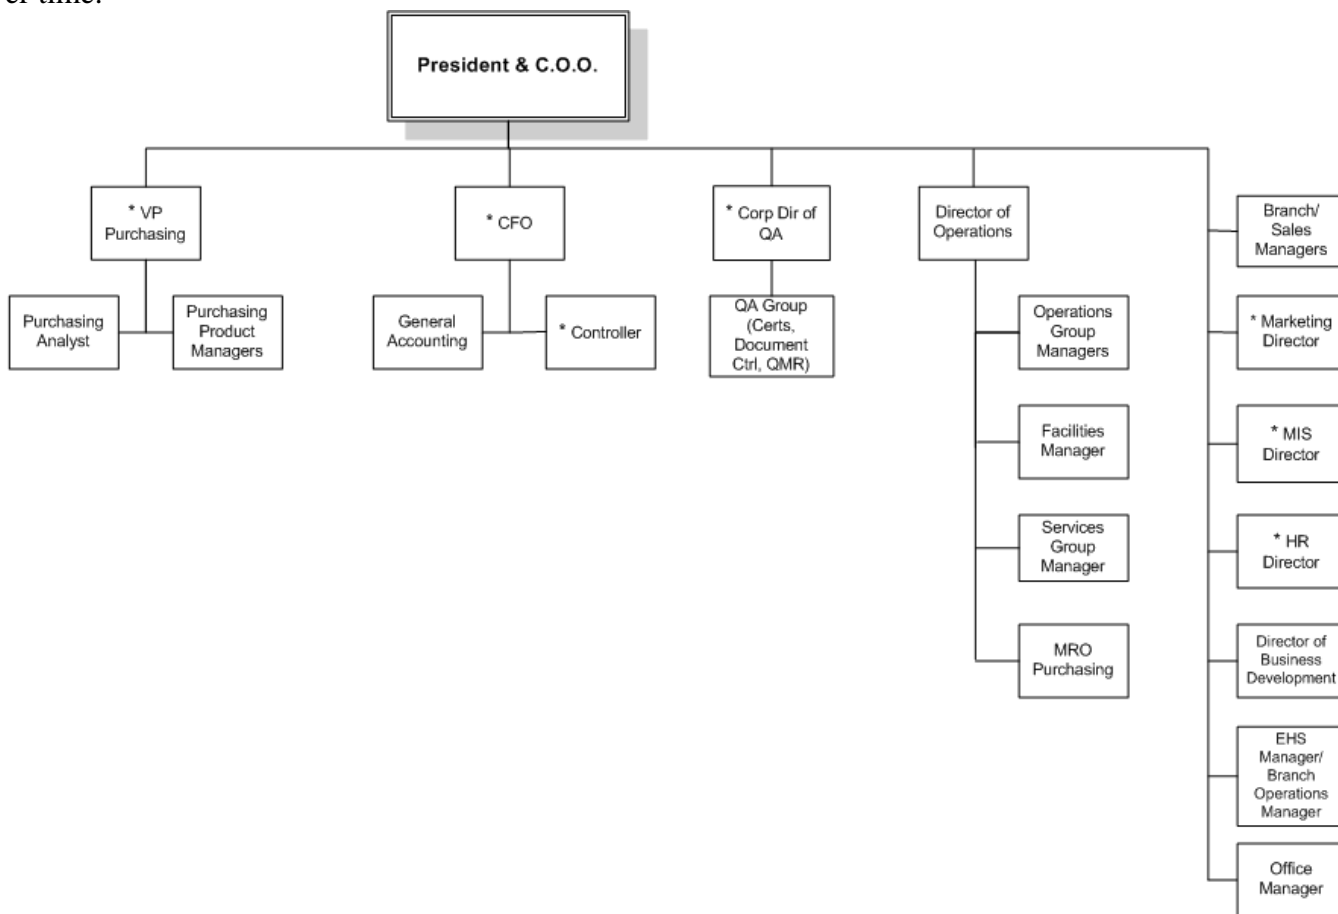 er time.
President & C.O.O.
* VP
Purchasing
* CFO
* Corp Dir of
QA
Director of
Operations
Branch/
Sales
Managers
Purchasing
Analyst
Purchasing
Product
Managers
General
Accounting
* Controller
QA Group
(Certs,
Document
Ctrl, QMR)
Operations
Group
Managers
* Marketing
Director
Facilities
Manager
* MIS
Director
Services
Group
Manager
* HR
Director
MRO
Purchasing
Director of
Business
Development
EHS
Manager/
Branch
Operations
Manager
Office
Manager